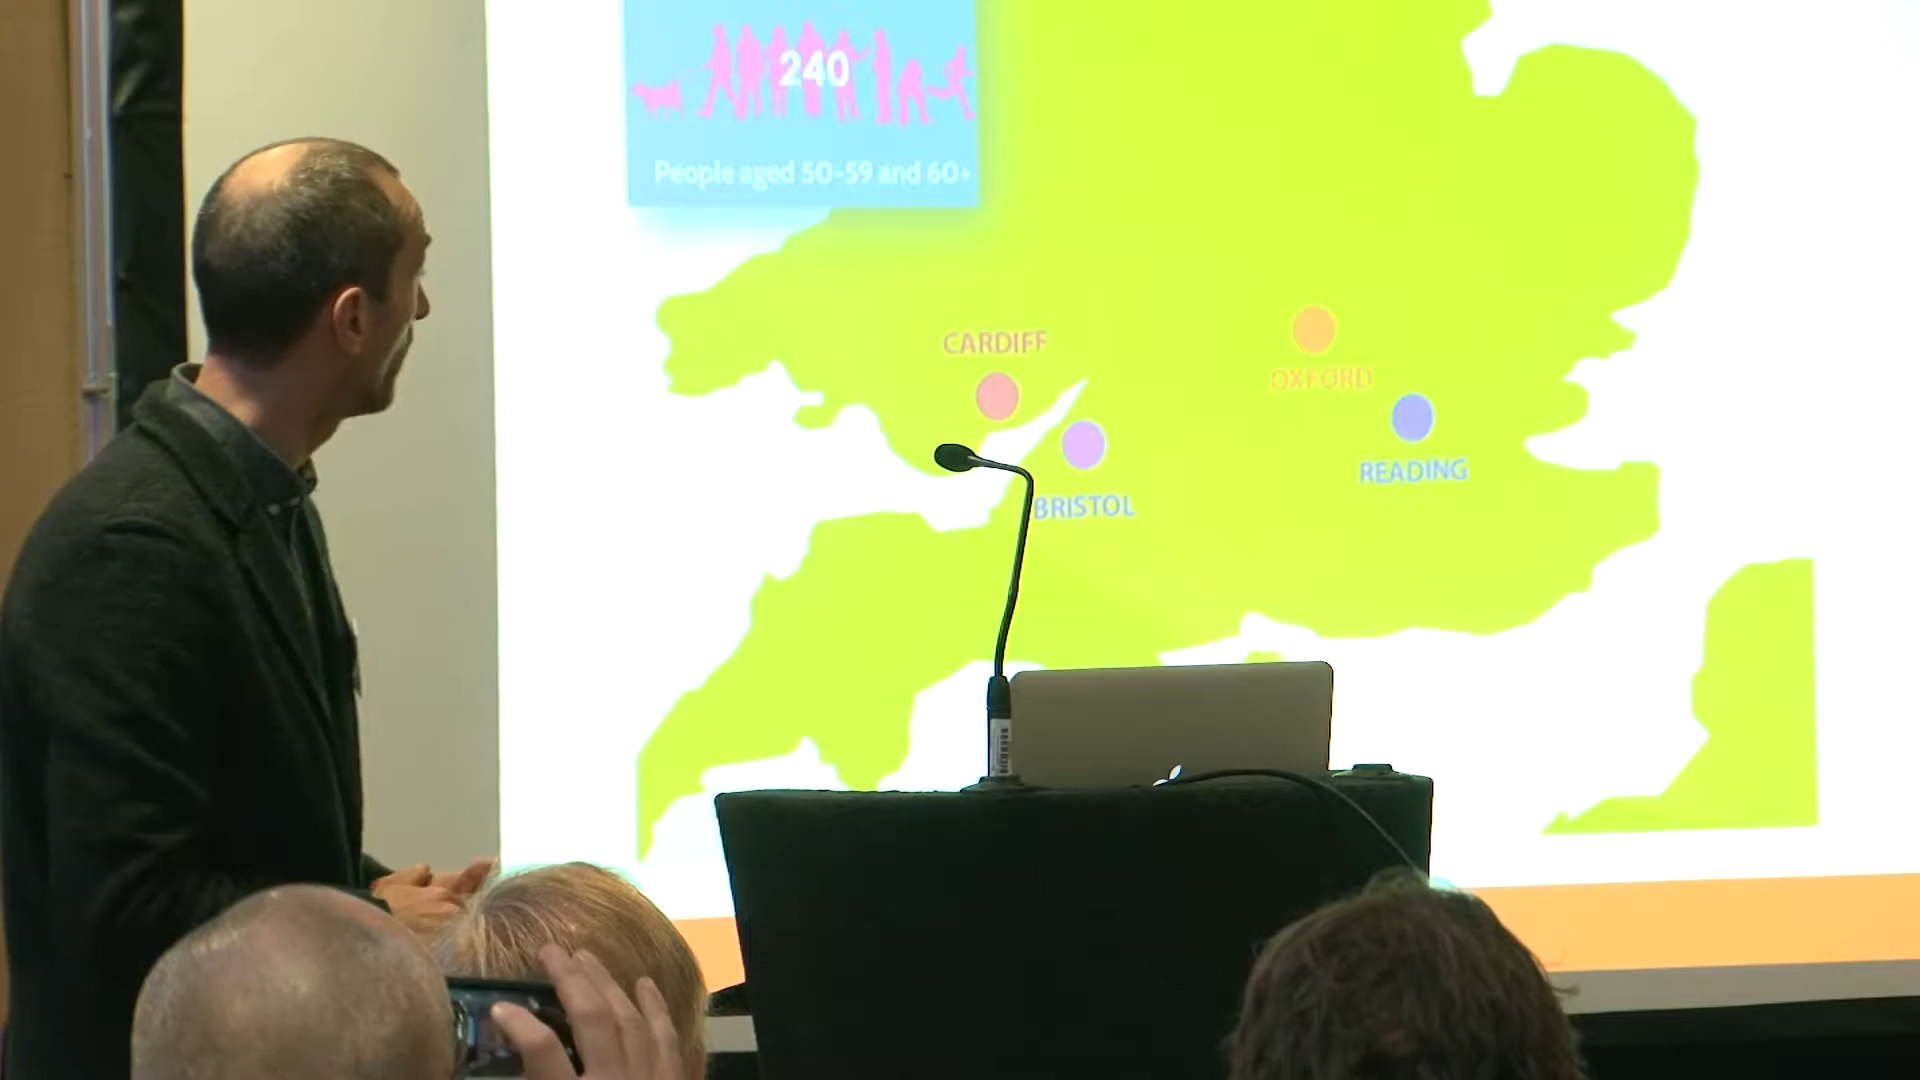 240
People aged 50-59 and 60+
CARDIFF
OXFORD
READING
BRISTOL